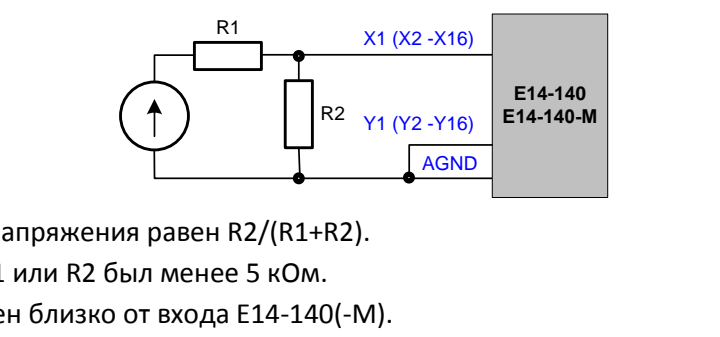 R1
X1 (X2 -X16)
E14-140
E14-140-M
R2
Y1 (Y2 -Y16)
AGND
апряжения равен R2/(R1+R2).
1 или R2 был менее 5 кОм.
ен близко от входа E14-140(-M).